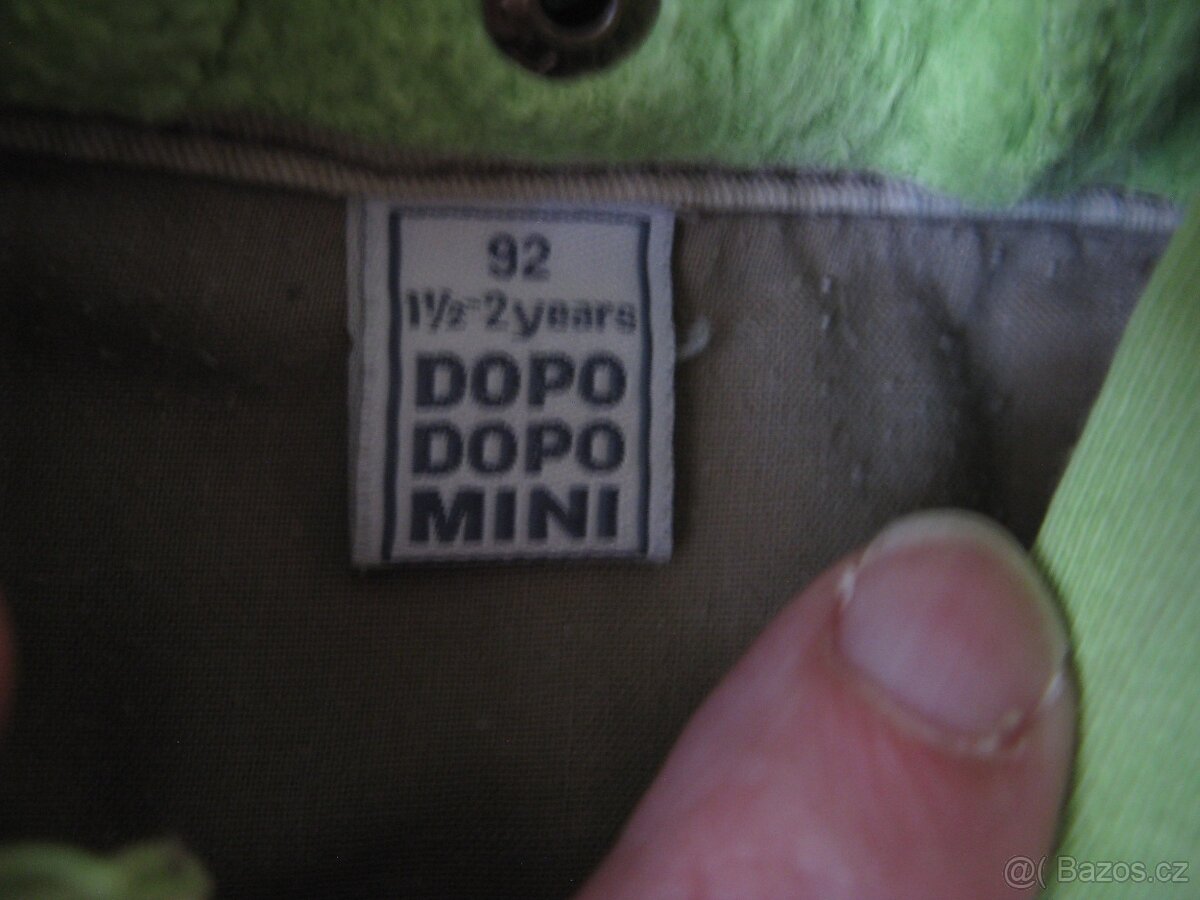 92
1½-2 years
DOPO
DOPO
MINI
@( Bazos.cz